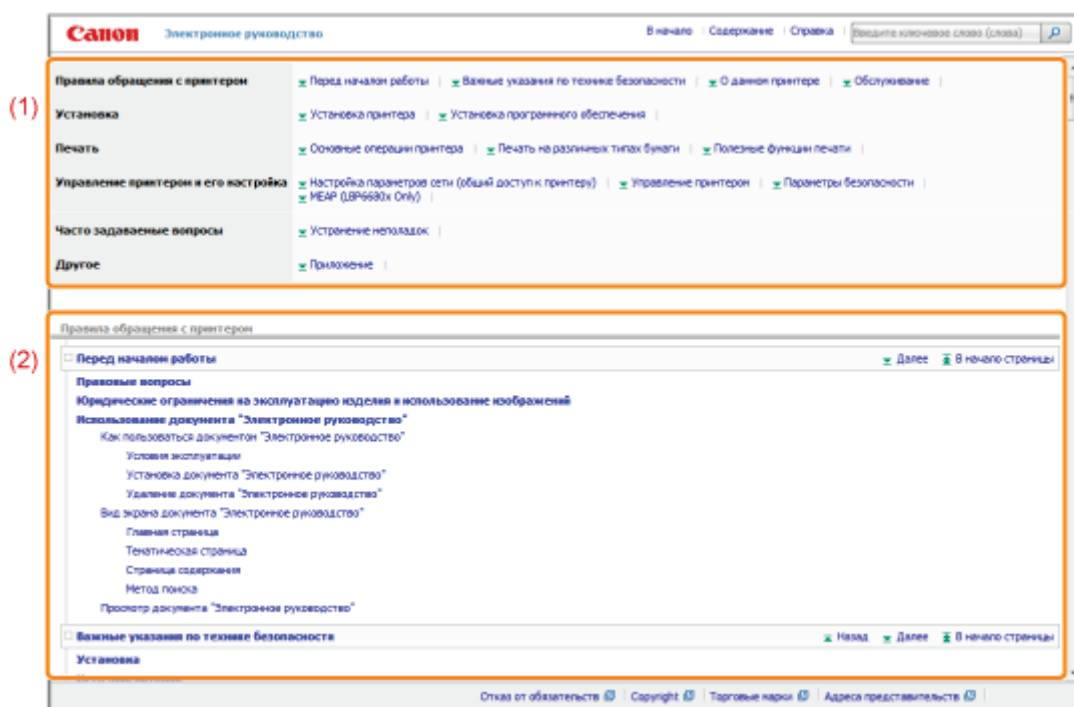 Canon Электронное руководство В начало Содержание Справка Введите ключевое слово (слова)
(1)
Правила обращения с принтером Перед началом работы Важные указания по технике безопасности О данном принтере Обслуживание
Установка Установка принтера Установка программного обеспечения
Печать Основные операции принтера Печать на различных типах бумаги Полезные функции печати
Управление принтером и его настройка Настройка параметров сети (общий доступ к принтеру) Управление принтером Параметры безопасности
MEAP (LBP6680x Only)
Часто задаваемые вопросы Устранение неполадок
Другое Приложение
(2)
Правила обращения с принтером
Перед началом работы Далее В начало страницы
Правовые вопросы
Юридические ограничения на эксплуатацию изделия и использование изображений
Использование документа "Электронное руководство"
Как пользоваться документом "Электронное руководство"
Условия эксплуатации
Установка документа "Электронное руководство"
Удаление документа "Электронное руководство"
Вид экрана документа "Электронное руководство"
Главная страница
Тематическая страница
Страница содержания
Метод поиска
Просмотр документа "Электронное руководство"
Важные указания по технике безопасности Назад Далее В начало страницы
Установка
Отказ от обязательств Copyright Торговые марки Адреса представительств